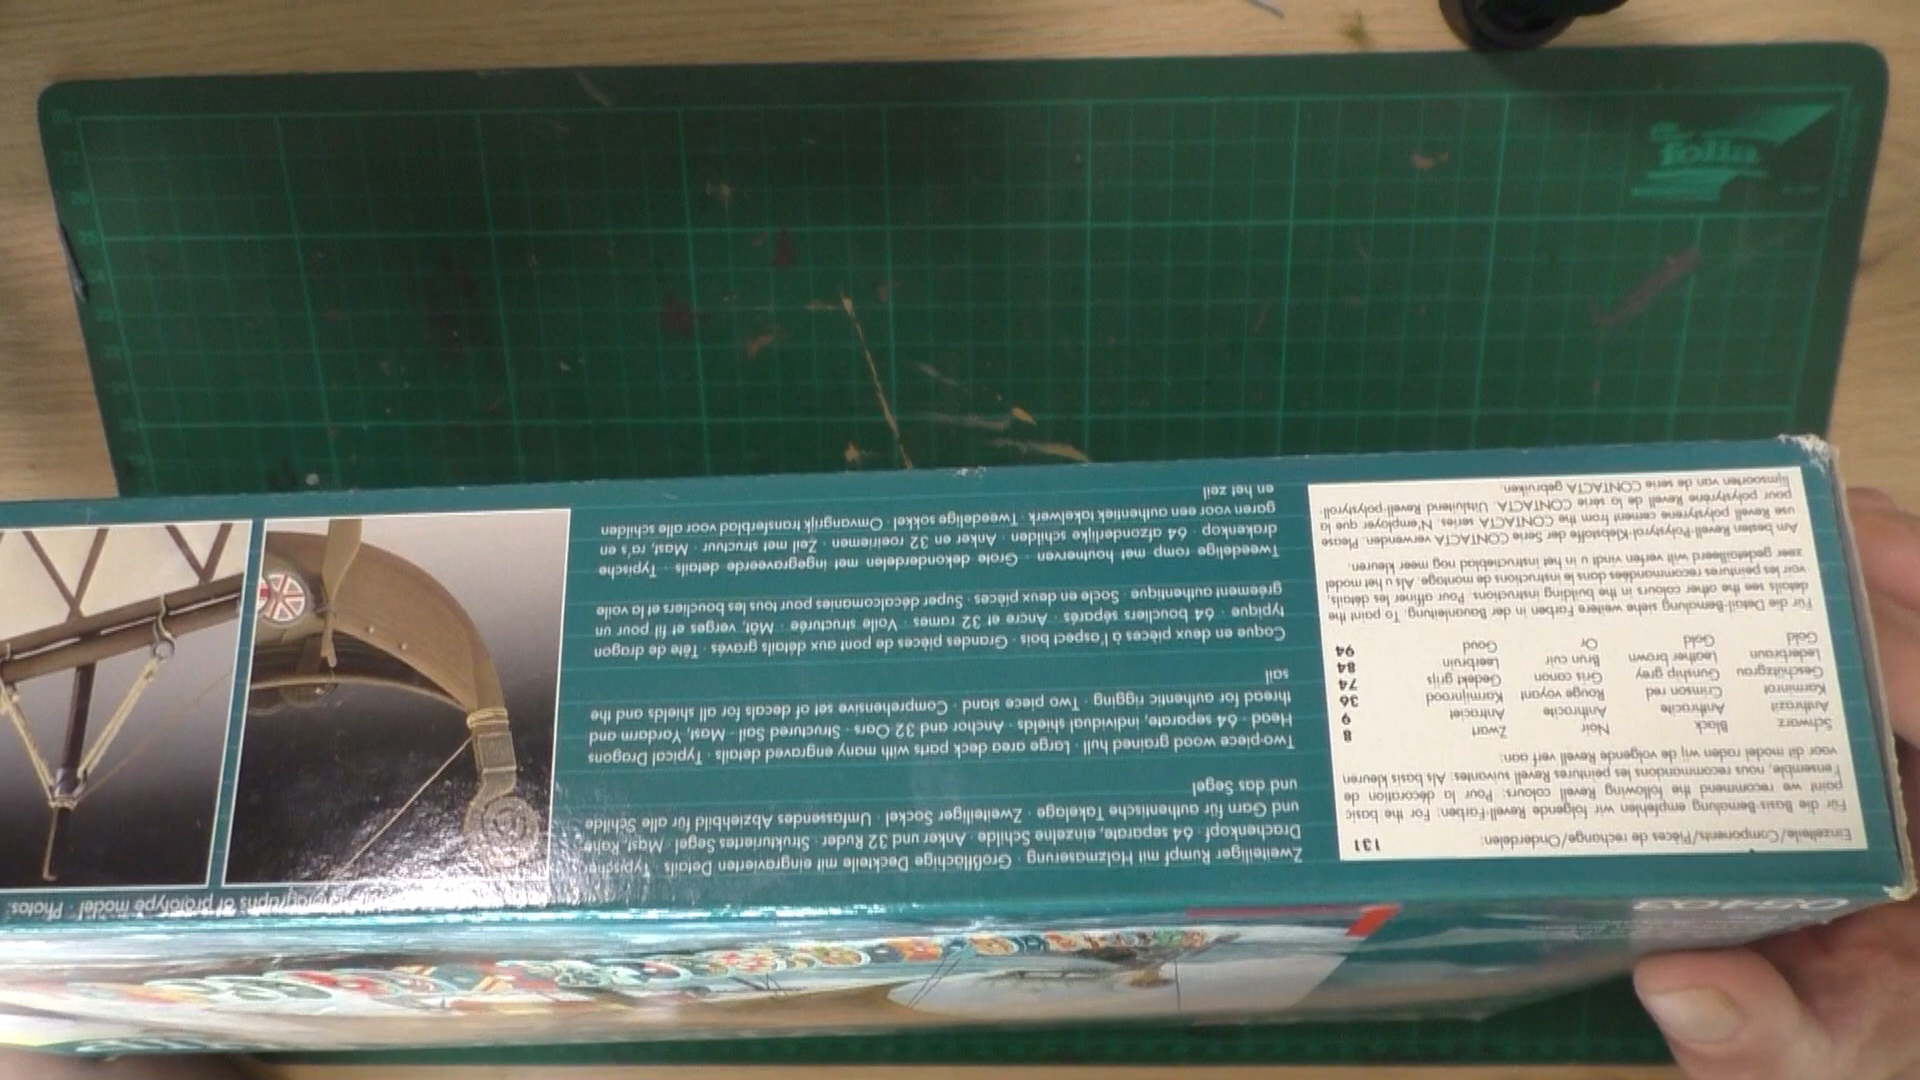 Einzelteile/Components/Pièces de rechange/Onderdelen: 131
Für die Basis-Bemalung empfehlen wir folgende Revell-Farben: For the basic
paint we recommend the following Revell colours: Pour la décoration de
l'ensemble, nous recommandons les peintures Revell suivantes: Als basis kleuren
voor dit model raden wij de volgende Revell verf aan:
Schwarz Black Noir Zwart 8
Anthrazit Anthracite Anthracite Antraciet 9
Karminrot Crimson red Rouge voyant Karmijnrood 36
Geschützgrau Gunship grey Gris canon Gedekt grijs 74
Lederbraun Leather brown Brun cuir Leerbruin 84
Gold Gold Or Goud 94
Für die Detail-Bemalung siehe weitere Farben in der Bauanleitung. To paint the
details see the other colours in the building instructions. Pour affiner les détails,
voir les peintures recommandées dans le instructions de montage. Als u het model
zeer gedetailleerd wilt verfen vindt u in het instructieblad nog meer kleuren.
Am besten Revell-Polystyrol-Klebstoffe der Serie CONTACTA verwenden. Please
use Revell polystyrene cement from the CONTACTA series. N'employer que la
pour polystyrène Revell de la série CONTACTA. Uitsluitend Revell-polystyrol-
lijmsoorten van de serie CONTACTA gebruiken.
Zweiteiliger Rumpf mit Holzmaserung · Großflächige Deckteile mit eingravierten Details · Typischer
Drachenkopf · 64 separate, einzelne Schilde · Anker und 32 Ruder · Strukturiertes Segel · Mast, Rahe
und Garn für authentische Takelage · Zweiteiliger Sockel · Umfassendes Abziehbild für alle Schilde
und das Segel
Two-piece wood grained hull · Large area deck parts with many engraved details · Typical Dragons
Head · 64 separate, individual shields · Anchor and 32 Oars · Structured Sail · Mast, Yardarm and
thread for authentic rigging · Two piece stand · Comprehensive set of decals for all shields and the
sail
Coque en deux pièces à l'aspect bois · Grandes pièces de pont aux détails gravés · Tête de dragon
typique · 64 boucliers séparés · Ancre et 32 rames · Voile structurée · Mât, verges et fil pour un
gréement authentique · Socle en deux pièces · Super décalcomanies pour tous les boucliers et la voile
Tweedelige romp met houtnerven · Grote dekonderdelen met ingegraveerde details · Typische
drakenkop · 64 afzonderlijke schilden · Anker en 32 roeiriemen · Zeil met structuur · Mast, ra's en
garen voor een authentiek takelwerk · Tweedelige sokkel · Omvangrijk transferblad voor alle schilden
en het zeil
photographs of prototype model · Photos:
05403
folia